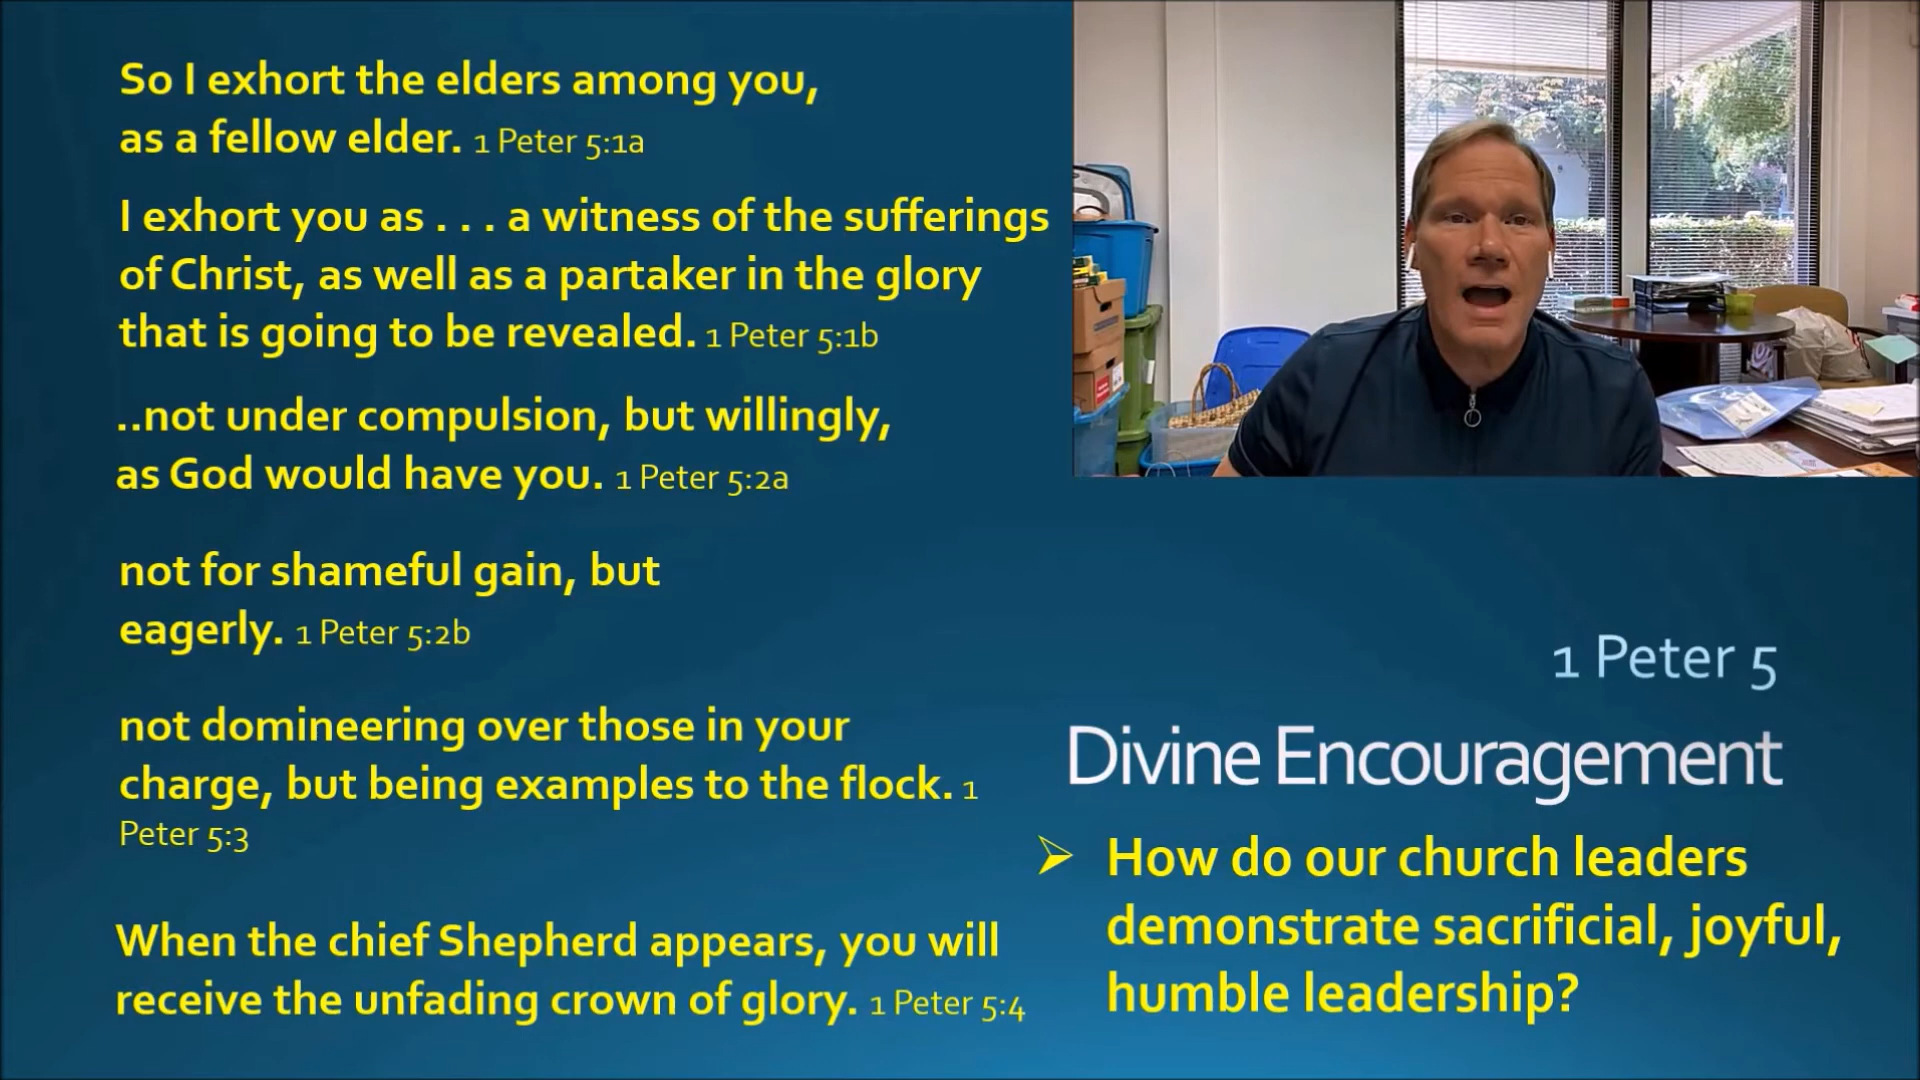 So I exhort the elders among you,
as a fellow elder. 1 Peter 5:1a
I exhort you as . . . a witness of the sufferings
of Christ, as well as a partaker in the glory
that is going to be revealed. 1 Peter 5:1b
..not under compulsion, but willingly,
as God would have you. 1 Peter 5:2a
not for shameful gain, but
eagerly. 1 Peter 5:2b
not domineering over those in your
charge, but being examples to the flock. 1
Peter 5:3
When the chief Shepherd appears, you will
receive the unfading crown of glory. 1 Peter 5:4
1 Peter 5
Divine Encouragement
➢ How do our church leaders
demonstrate sacrificial, joyful,
humble leadership?